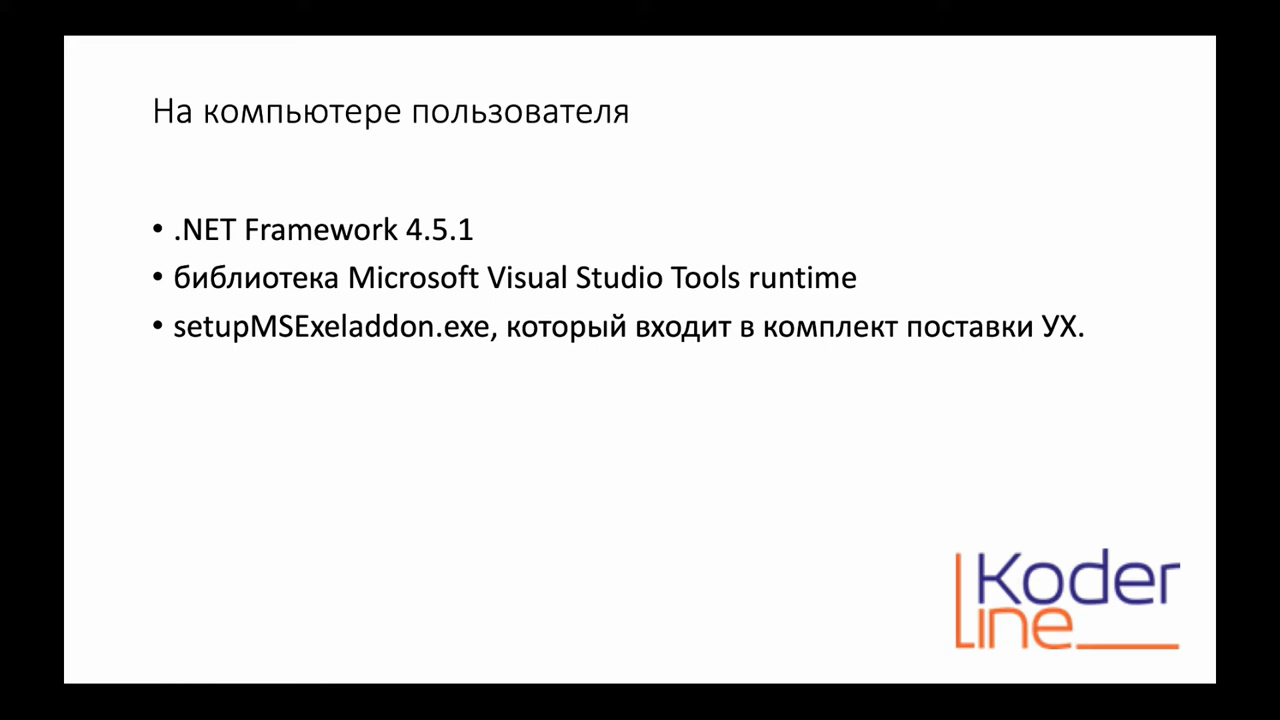 На компьютере пользователя
• .NET Framework 4.5.1
• библиотека Microsoft Visual Studio Tools runtime
• setupMSExeladdon.exe, который входит в комплект поставки УХ.
Koder
Line